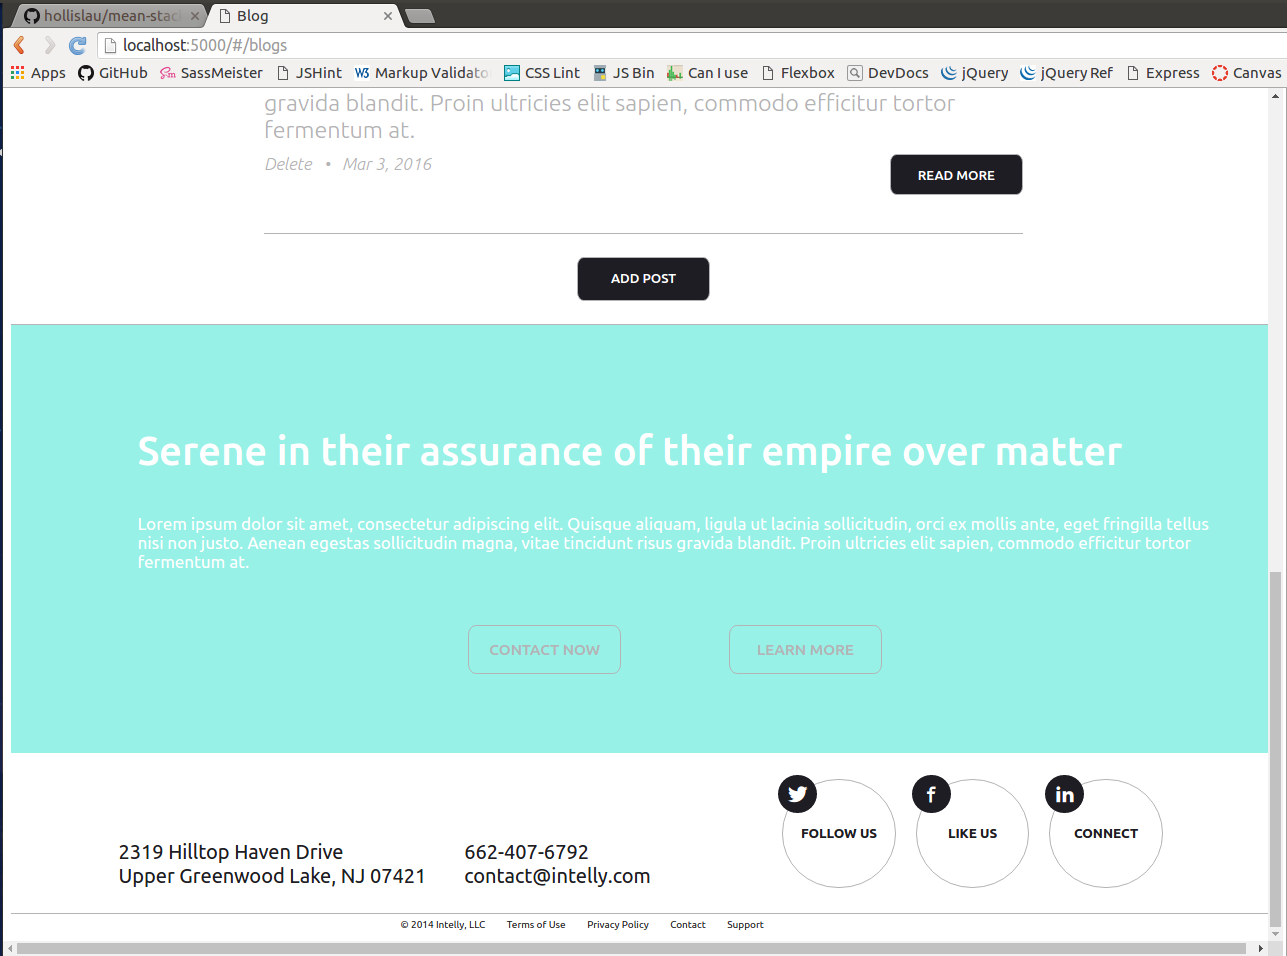 hollislau/mean-stac
Blog
localhost:5000/#/blogs
Apps GitHub SassMeister JSHint Markup Validato CSS Lint JS Bin Can I use Flexbox DevDocs jQuery jQuery Ref Express Canvas
gravida blandit. Proin ultricies elit sapien, commodo efficitur tortor
fermentum at.
Delete • Mar 3, 2016
READ MORE
ADD POST
Serene in their assurance of their empire over matter
Lorem ipsum dolor sit amet, consectetur adipiscing elit. Quisque aliquam, ligula ut lacinia sollicitudin, orci ex mollis ante, eget fringilla tellus
nisi non justo. Aenean egestas sollicitudin magna, vitae tincidunt risus gravida blandit. Proin ultricies elit sapien, commodo efficitur tortor
fermentum at.
CONTACT NOW
LEARN MORE
FOLLOW US
LIKE US
CONNECT
2319 Hilltop Haven Drive
Upper Greenwood Lake, NJ 07421
662-407-6792
contact@intelly.com
© 2014 Intelly, LLC Terms of Use Privacy Policy Contact Support